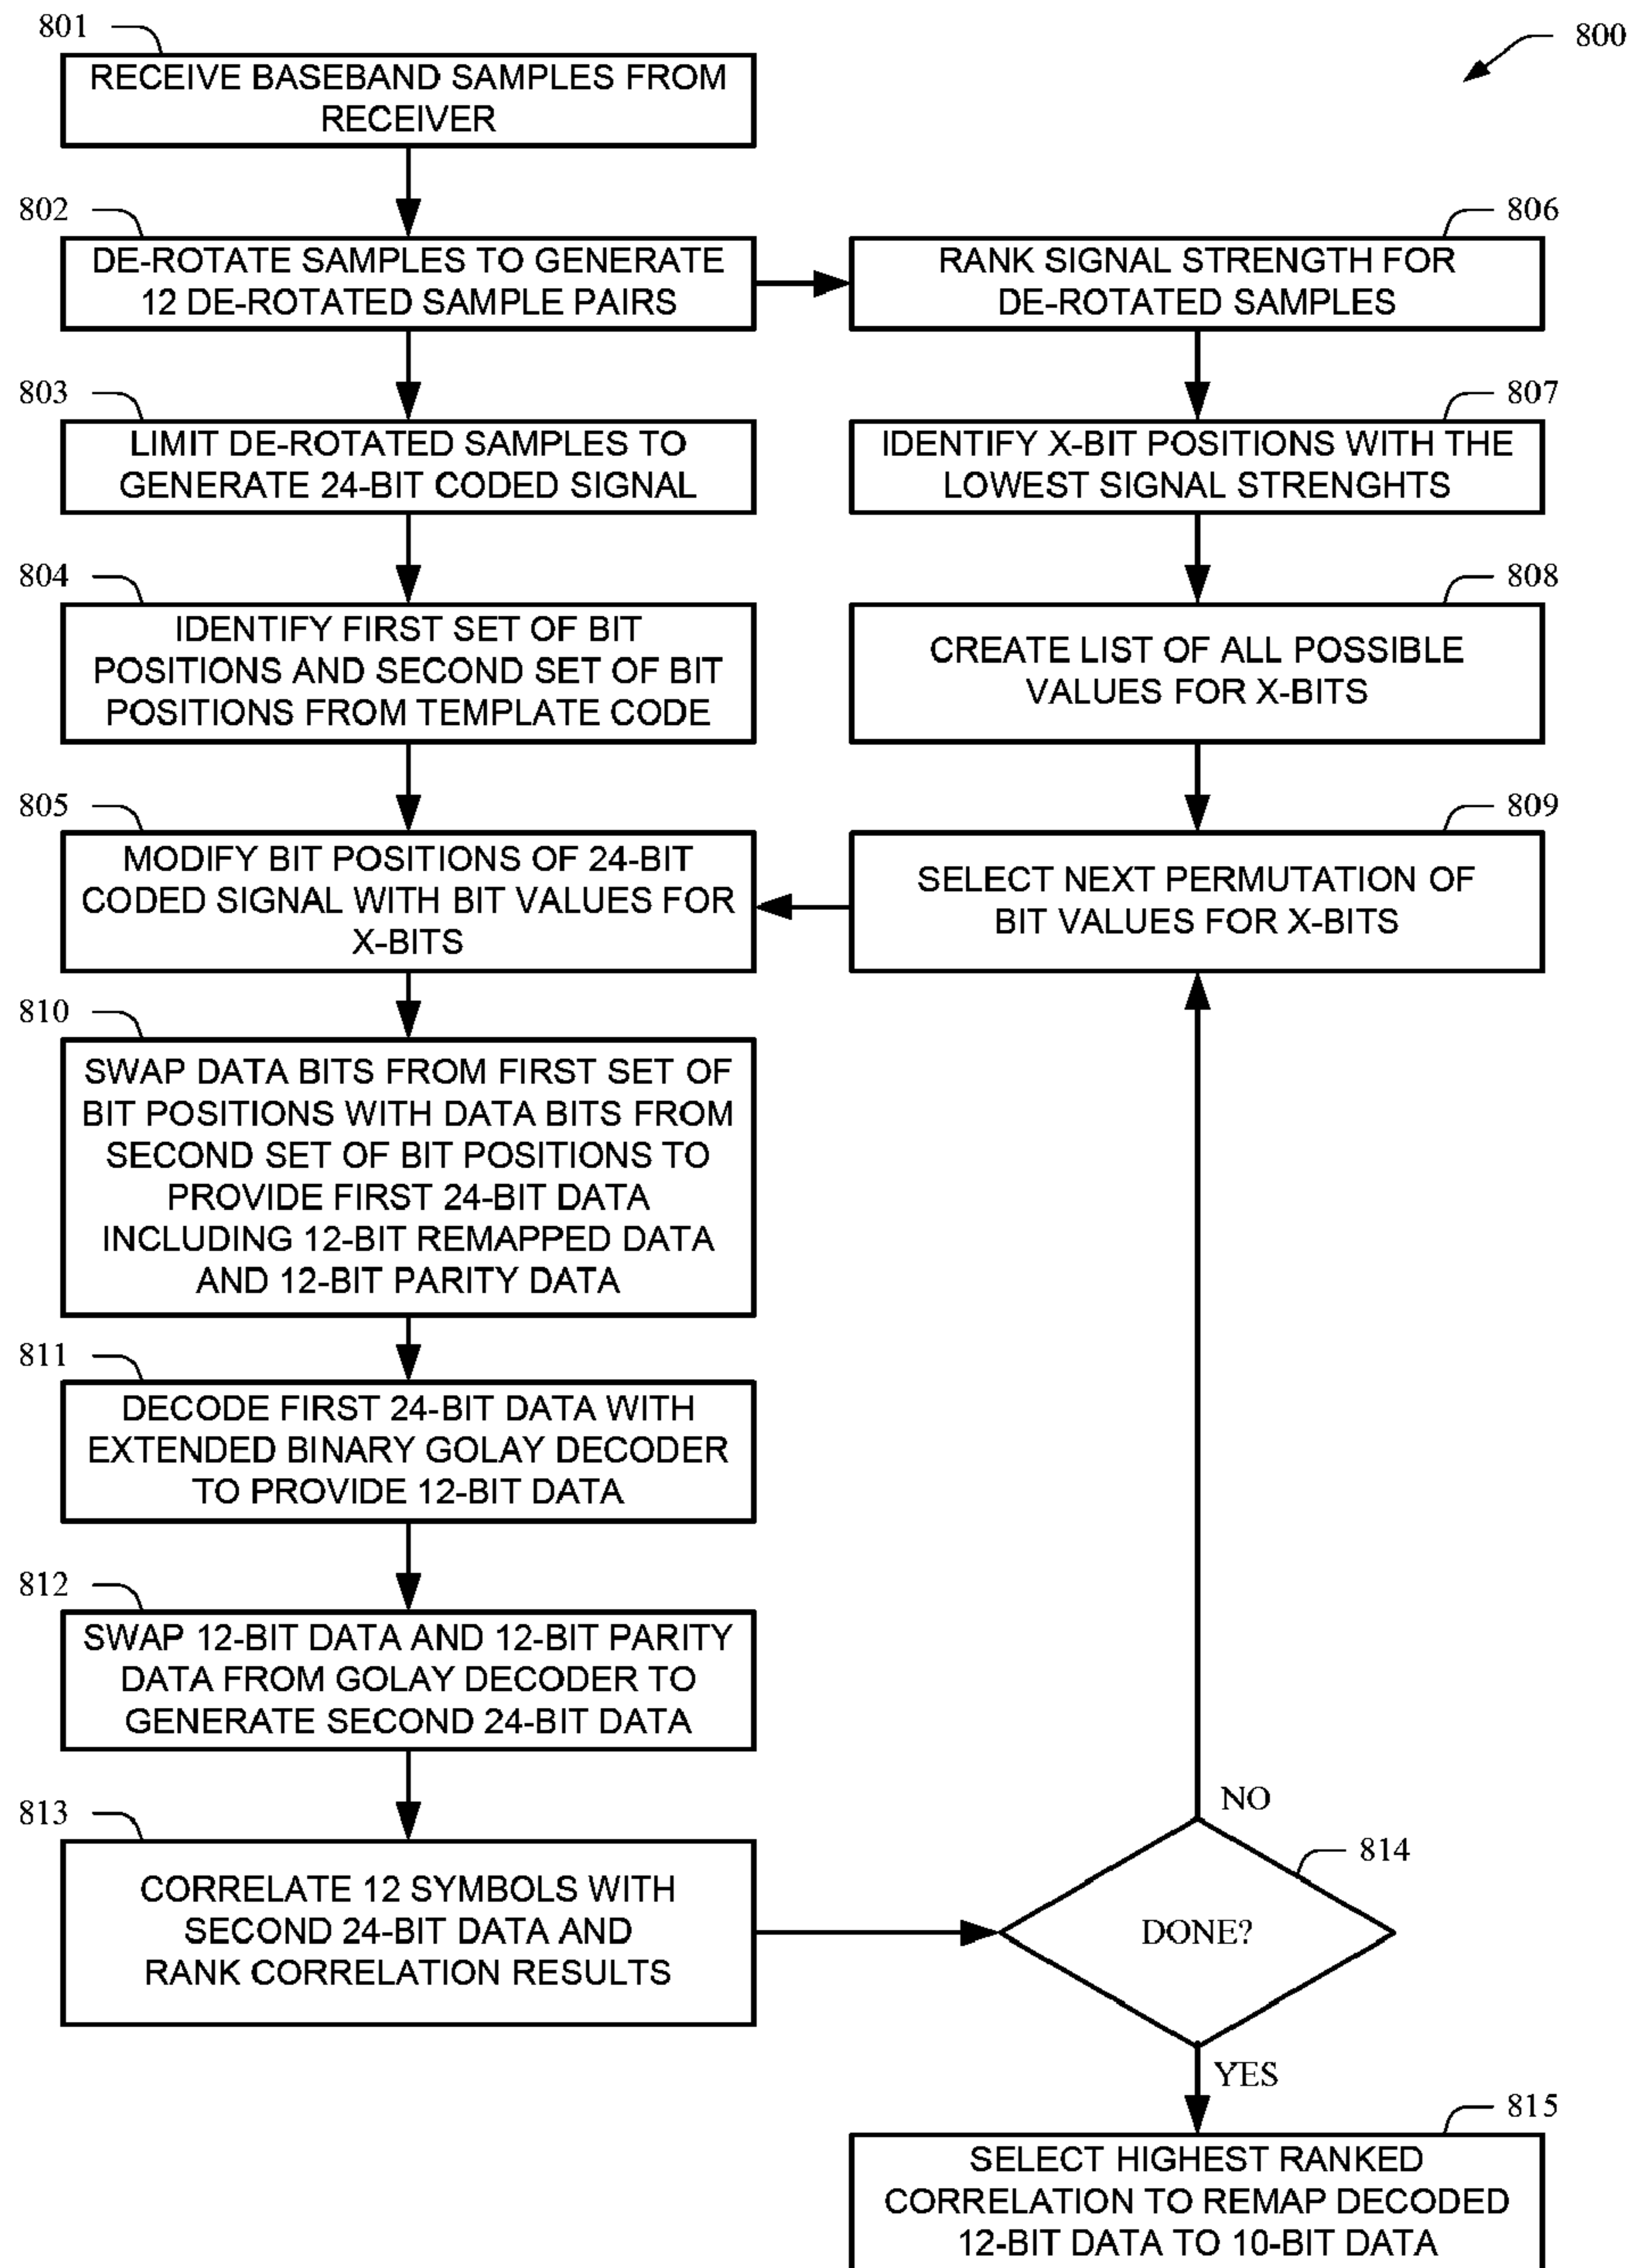 801
800
RECEIVE BASEBAND SAMPLES FROM
RECEIVER
802
DE-ROTATE SAMPLES TO GENERATE
12 DE-ROTATED SAMPLE PAIRS
806
RANK SIGNAL STRENGTH FOR
DE-ROTATED SAMPLES
803
LIMIT DE-ROTATED SAMPLES TO
GENERATE 24-BIT CODED SIGNAL
807
IDENTIFY X-BIT POSITIONS WITH THE
LOWEST SIGNAL STRENGHTS
804
IDENTIFY FIRST SET OF BIT
POSITIONS AND SECOND SET OF BIT
POSITIONS FROM TEMPLATE CODE
808
CREATE LIST OF ALL POSSIBLE
VALUES FOR X-BITS
805
MODIFY BIT POSITIONS OF 24-BIT
CODED SIGNAL WITH BIT VALUES FOR
X-BITS
809
SELECT NEXT PERMUTATION OF
BIT VALUES FOR X-BITS
810
SWAP DATA BITS FROM FIRST SET OF
BIT POSITIONS WITH DATA BITS FROM
SECOND SET OF BIT POSITIONS TO
PROVIDE FIRST 24-BIT DATA
INCLUDING 12-BIT REMAPPED DATA
AND 12-BIT PARITY DATA
811
DECODE FIRST 24-BIT DATA WITH
EXTENDED BINARY GOLAY DECODER
TO PROVIDE 12-BIT DATA
812
SWAP 12-BIT DATA AND 12-BIT PARITY
DATA FROM GOLAY DECODER TO
GENERATE SECOND 24-BIT DATA
813
CORRELATE 12 SYMBOLS WITH
SECOND 24-BIT DATA AND
RANK CORRELATION RESULTS
NO
814
DONE?
YES
815
SELECT HIGHEST RANKED
CORRELATION TO REMAP DECODED
12-BIT DATA TO 10-BIT DATA